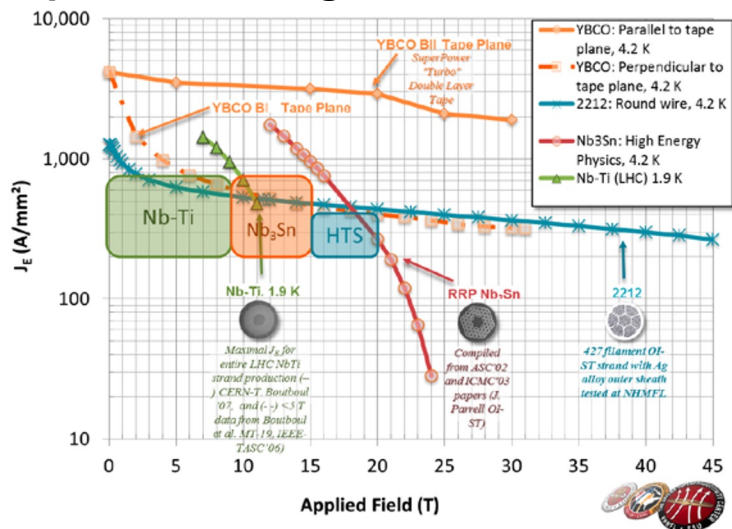 10,000
1,000
100
10
J_E (A/mm²)
YBCO: Parallel to tape plane, 4.2 K
YBCO: Perpendicular to tape plane, 4.2 K
2212: Round wire, 4.2 K
Nb3Sn: High Energy Physics, 4.2 K
Nb-Ti (LHC) 1.9 K
YBCO BII Tape Plane
SuperPower
"Turbo"
Double Layer
Tape
YBCO B Tape Plane
Nb-Ti
Nb₃Sn
HTS
Nb-Ti, 1.9 K
RRP Nb₃Sn
2212
Maximal J_E for
entire LHC NbTi
strand production (–
) CERN-T. Boutboul
'07, and (- -) <5 T
data from Boutboul
et al. MT-19, IEEE-
TASC'06)
Compiled
from ASC'02
and ICMC'03
papers (J.
Parrell OI-
ST)
427 filament OI-
ST strand with Ag
alloy outer sheath
tested at NHMFL
0 5 10 15 20 25 30 35 40 45
Applied Field (T)